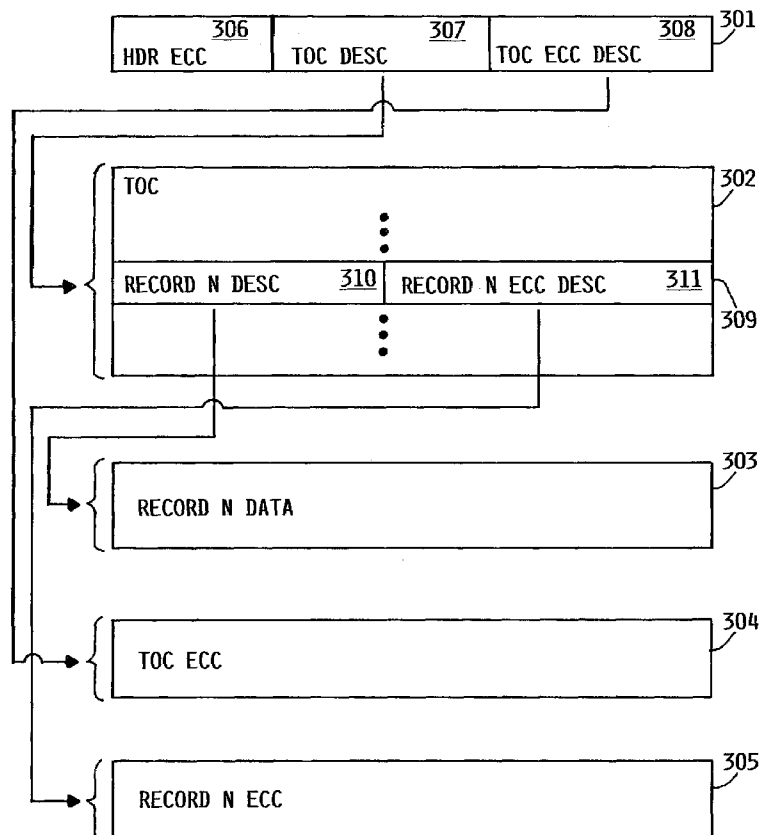 306 307 308 301
HDR ECC TOC DESC TOC ECC DESC
TOC 302
RECORD N DESC 310 RECORD N ECC DESC 311
309
303
RECORD N DATA
304
TOC ECC
305
RECORD N ECC